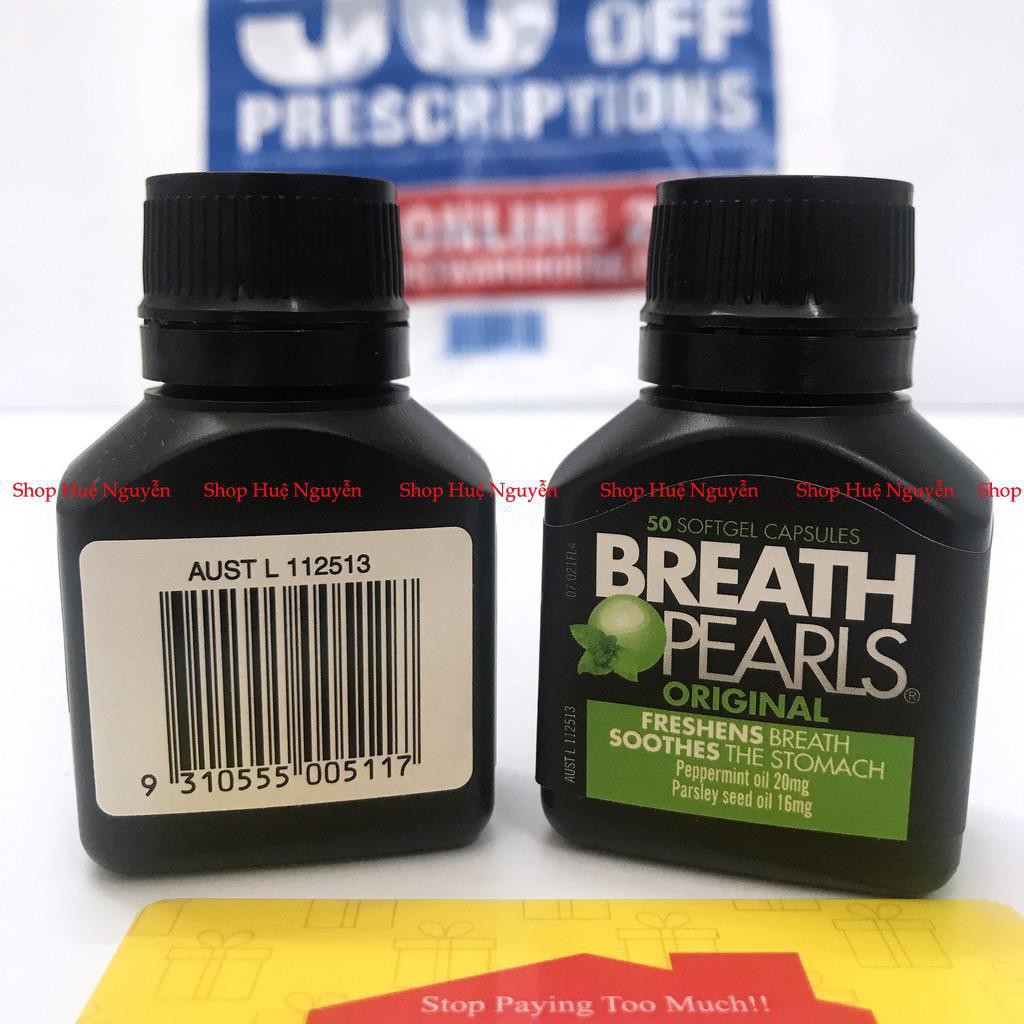 OFF
PRESCRIPTIONS
ONLINE
Shop Huệ Nguyễn Shop Huệ Nguyễn Shop Huệ Nguyễn Shop Huệ Nguyễn Shop Huệ Nguyễn Shop
AUST L 112513
9 310555 005117
50 SOFTGEL CAPSULES
BREATH
PEARLS®
ORIGINAL
FRESHENS BREATH
SOOTHES THE STOMACH
Peppermint oil 20mg
Parsley seed oil 16mg
07 021FL4
AUST L 112513
Stop Paying Too Much!!